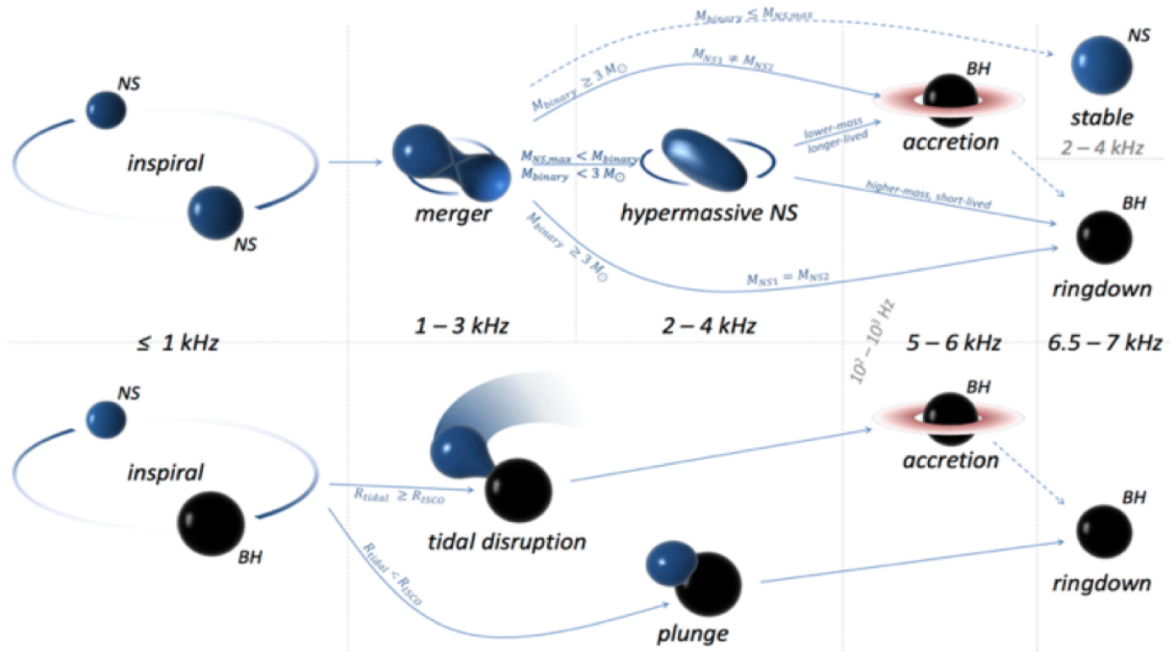 M_binary ≤ M_NS,max
NS
stable
2 – 4 kHz
NS
inspiral
NS
M_binary ≥ 3 M_⊙
M_NS1 ≠ M_NS2
BH
accretion
merger
M_NS,max < M_binary
M_binary < 3 M_⊙
hypermassive NS
lower-mass
longer-lived
higher-mass, short-lived
BH
ringdown
M_binary ≥ 3 M_⊙
M_NS1 = M_NS2
≤ 1 kHz
1 – 3 kHz
2 – 4 kHz
10² – 10³ Hz
5 – 6 kHz
6.5 – 7 kHz
NS
inspiral
BH
R_tidal ≥ R_ISCO
tidal disruption
BH
accretion
R_tidal < R_ISCO
plunge
BH
ringdown